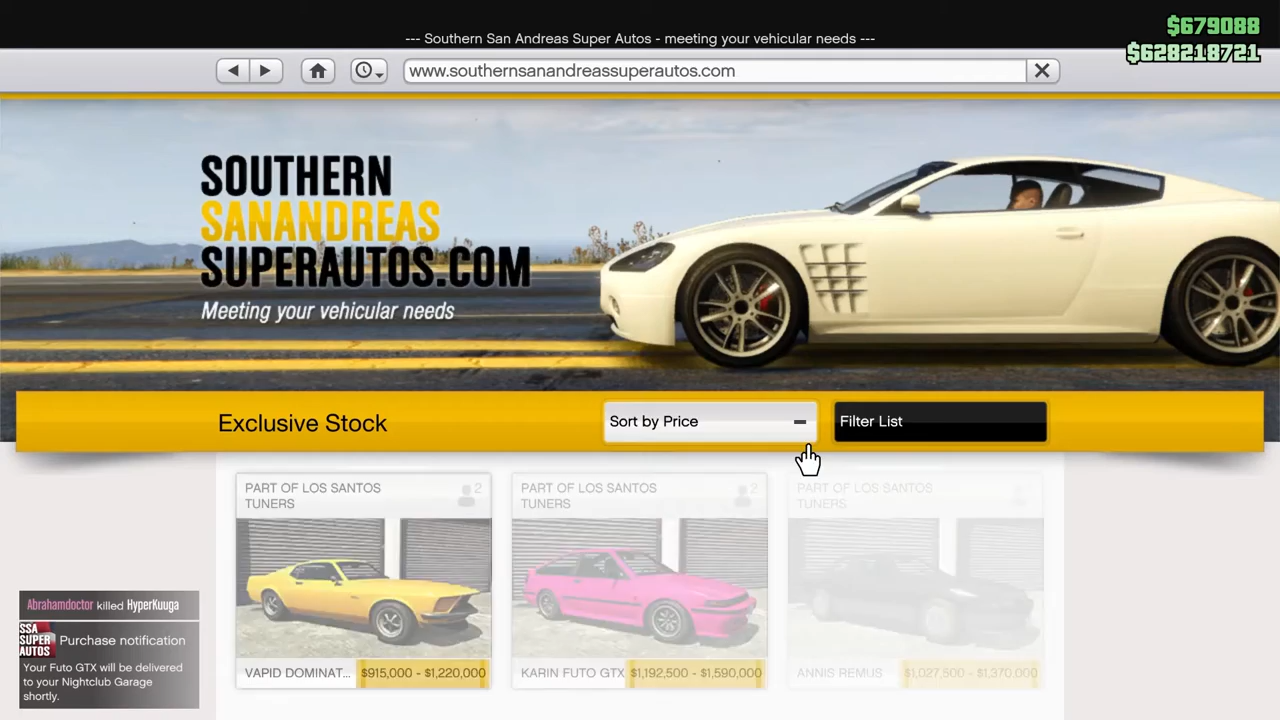 --- Southern San Andreas Super Autos - meeting your vehicular needs ---
$679088
$628218721
www.southernsanandreassuperautos.com
SOUTHERN
SANANDREAS
SUPERAUTOS.COM
Meeting your vehicular needs
Exclusive Stock
Sort by Price
Filter List
PART OF LOS SANTOS
TUNERS
2
VAPID DOMINAT...
$915,000 - $1,220,000
PART OF LOS SANTOS
TUNERS
2
KARIN FUTO GTX
$1,192,500 - $1,590,000
PART OF LOS SANTOS
TUNERS
ANNIS REMUS
$1,027,500 - $1,370,000
Abrahamdoctor killed HyperKuuga
SSA
SUPER
AUTOS
Purchase notification
Your Futo GTX will be delivered
to your Nightclub Garage
shortly.